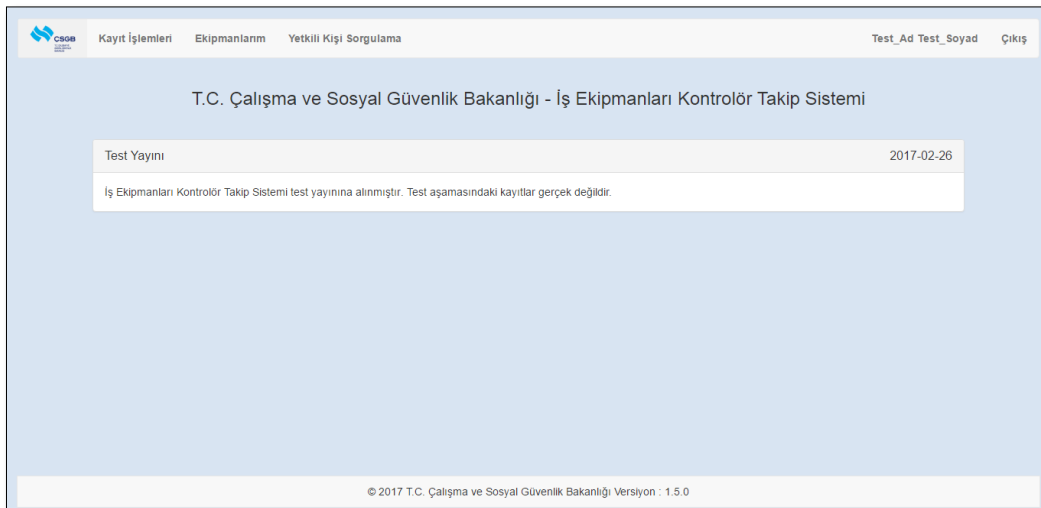 CSGB
Kayıt İşlemleri Ekipmanlarım Yetkili Kişi Sorgulama Test_Ad Test_Soyad Çıkış
T.C. Çalışma ve Sosyal Güvenlik Bakanlığı - İş Ekipmanları Kontrolör Takip Sistemi
Test Yayını 2017-02-26
İş Ekipmanları Kontrolör Takip Sistemi test yayınına alınmıştır. Test aşamasındaki kayıtlar gerçek değildir.
© 2017 T.C. Çalışma ve Sosyal Güvenlik Bakanlığı Versiyon : 1.5.0